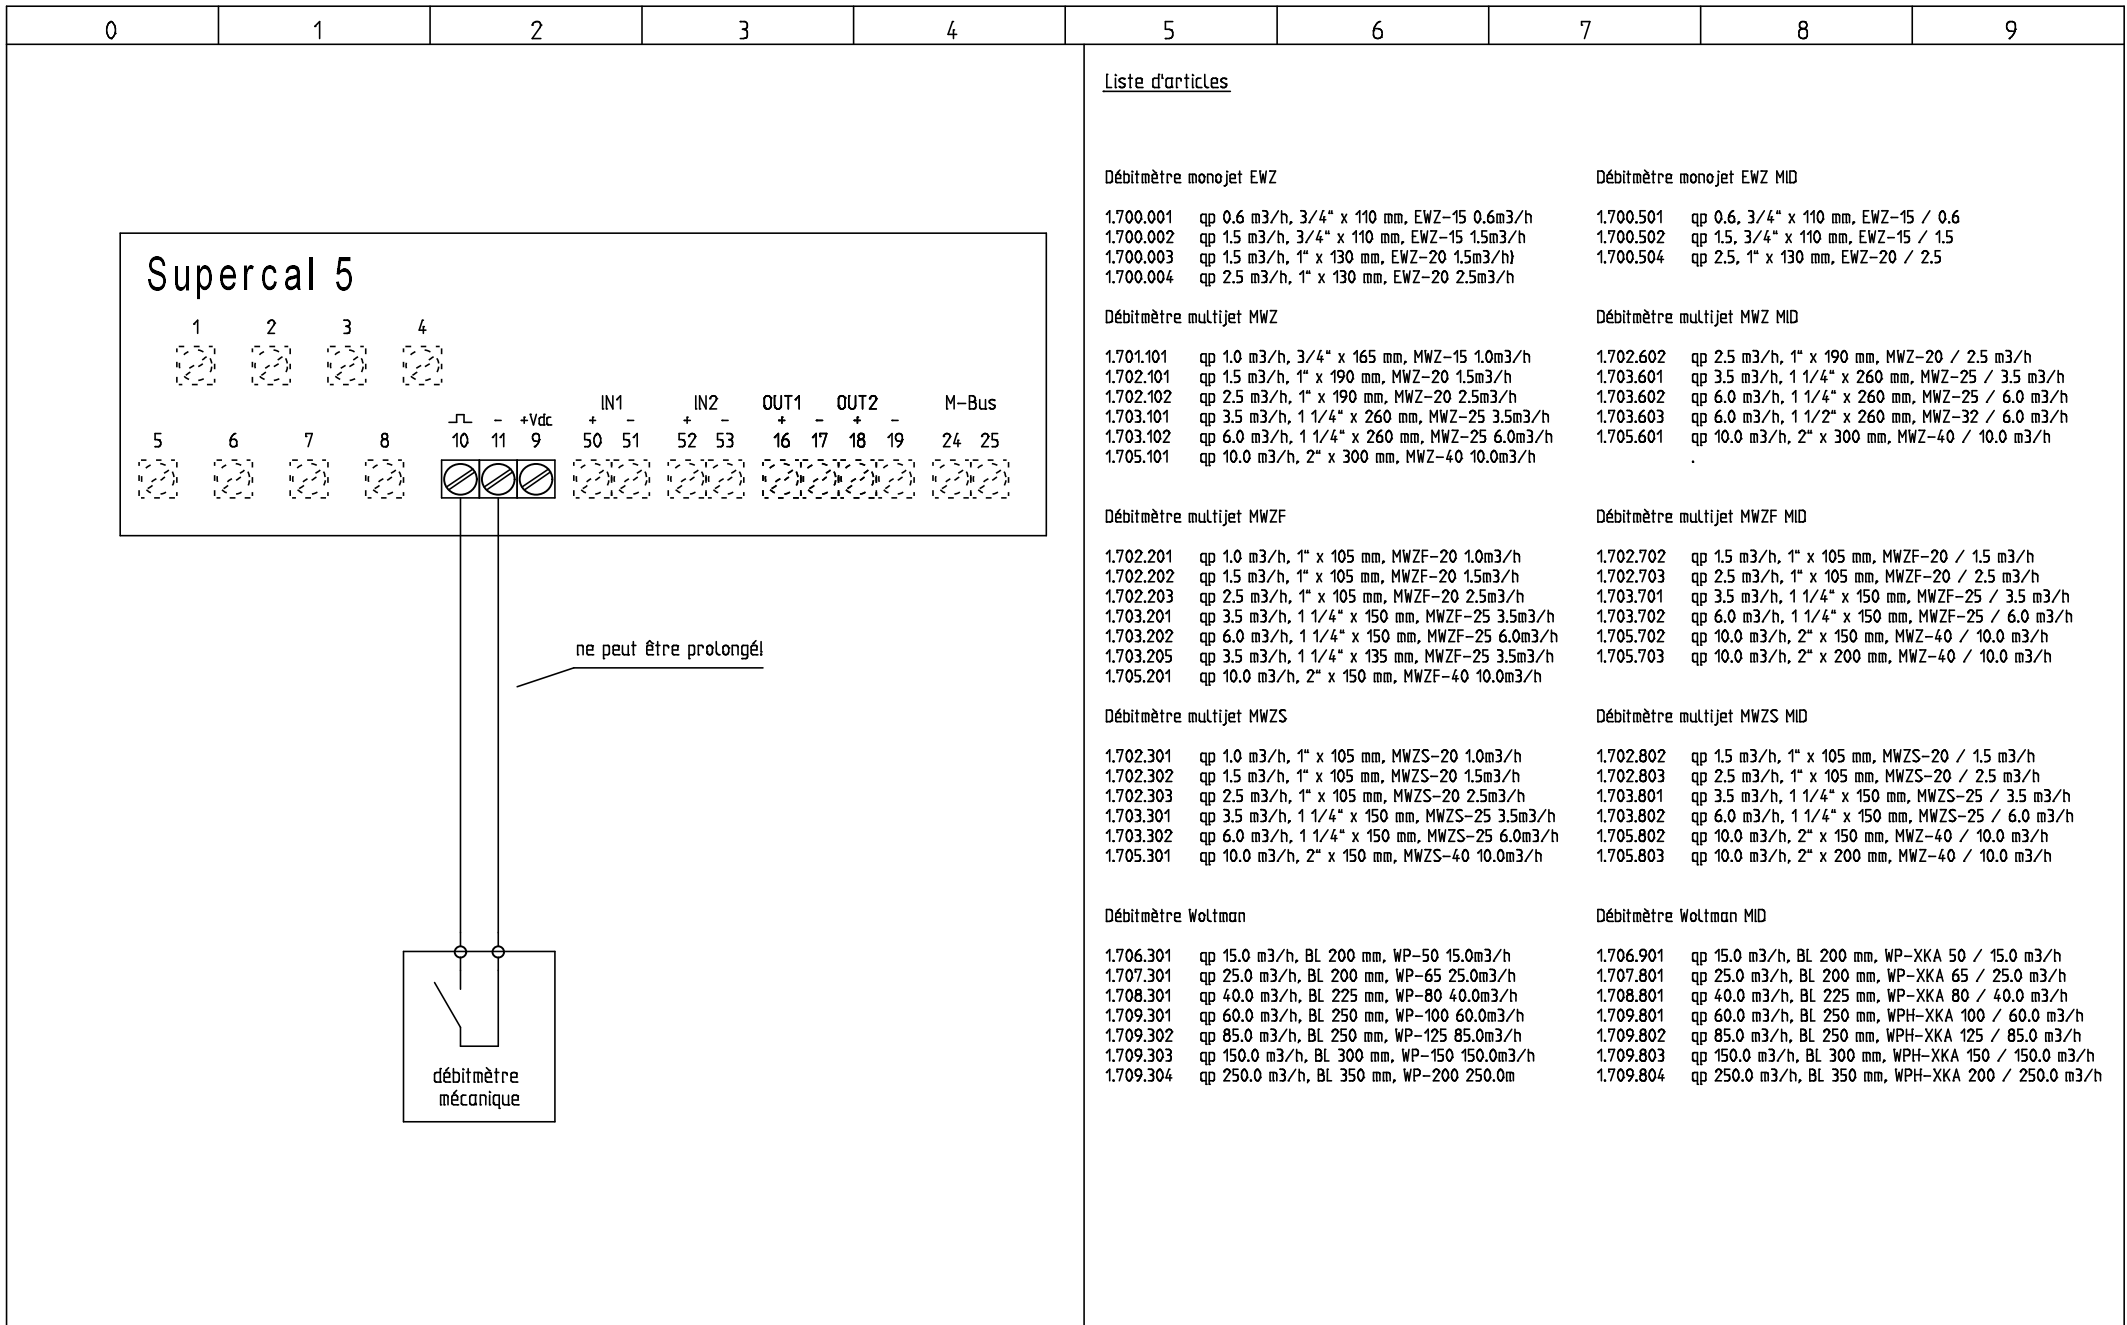 0 1 2 3 4 5 6 7 8 9
Supercal 5
1 2 3 4
IN1 IN2 OUT1 OUT2 M-Bus
- +Vdc + - + - + - + -
5 6 7 8 10 11 9 50 51 52 53 16 17 18 19 24 25
ne peut être prolongé!
débitmètre
mécanique
Liste d'articles
Débitmètre monojet EWZ
1.700.001 qp 0.6 m3/h, 3/4" x 110 mm, EWZ-15 0.6m3/h
1.700.002 qp 1.5 m3/h, 3/4" x 110 mm, EWZ-15 1.5m3/h
1.700.003 qp 1.5 m3/h, 1" x 130 mm, EWZ-20 1.5m3/h)
1.700.004 qp 2.5 m3/h, 1" x 130 mm, EWZ-20 2.5m3/h
Débitmètre multijet MWZ
1.701.101 qp 1.0 m3/h, 3/4" x 165 mm, MWZ-15 1.0m3/h
1.702.101 qp 1.5 m3/h, 1" x 190 mm, MWZ-20 1.5m3/h
1.702.102 qp 2.5 m3/h, 1" x 190 mm, MWZ-20 2.5m3/h
1.703.101 qp 3.5 m3/h, 1 1/4" x 260 mm, MWZ-25 3.5m3/h
1.703.102 qp 6.0 m3/h, 1 1/4" x 260 mm, MWZ-25 6.0m3/h
1.705.101 qp 10.0 m3/h, 2" x 300 mm, MWZ-40 10.0m3/h
Débitmètre multijet MWZF
1.702.201 qp 1.0 m3/h, 1" x 105 mm, MWZF-20 1.0m3/h
1.702.202 qp 1.5 m3/h, 1" x 105 mm, MWZF-20 1.5m3/h
1.702.203 qp 2.5 m3/h, 1" x 105 mm, MWZF-20 2.5m3/h
1.703.201 qp 3.5 m3/h, 1 1/4" x 150 mm, MWZF-25 3.5m3/h
1.703.202 qp 6.0 m3/h, 1 1/4" x 150 mm, MWZF-25 6.0m3/h
1.703.205 qp 3.5 m3/h, 1 1/4" x 135 mm, MWZF-25 3.5m3/h
1.705.201 qp 10.0 m3/h, 2" x 150 mm, MWZF-40 10.0m3/h
Débitmètre multijet MWZS
1.702.301 qp 1.0 m3/h, 1" x 105 mm, MWZS-20 1.0m3/h
1.702.302 qp 1.5 m3/h, 1" x 105 mm, MWZS-20 1.5m3/h
1.702.303 qp 2.5 m3/h, 1" x 105 mm, MWZS-20 2.5m3/h
1.703.301 qp 3.5 m3/h, 1 1/4" x 150 mm, MWZS-25 3.5m3/h
1.703.302 qp 6.0 m3/h, 1 1/4" x 150 mm, MWZS-25 6.0m3/h
1.705.301 qp 10.0 m3/h, 2" x 150 mm, MWZS-40 10.0m3/h
Débitmètre Woltman
1.706.301 qp 15.0 m3/h, BL 200 mm, WP-50 15.0m3/h
1.707.301 qp 25.0 m3/h, BL 200 mm, WP-65 25.0m3/h
1.708.301 qp 40.0 m3/h, BL 225 mm, WP-80 40.0m3/h
1.709.301 qp 60.0 m3/h, BL 250 mm, WP-100 60.0m3/h
1.709.302 qp 85.0 m3/h, BL 250 mm, WP-125 85.0m3/h
1.709.303 qp 150.0 m3/h, BL 300 mm, WP-150 150.0m3/h
1.709.304 qp 250.0 m3/h, BL 350 mm, WP-200 250.0m
Débitmètre monojet EWZ MID
1.700.501 qp 0.6, 3/4" x 110 mm, EWZ-15 / 0.6
1.700.502 qp 1.5, 3/4" x 110 mm, EWZ-15 / 1.5
1.700.504 qp 2.5, 1" x 130 mm, EWZ-20 / 2.5
Débitmètre multijet MWZ MID
1.702.602 qp 2.5 m3/h, 1" x 190 mm, MWZ-20 / 2.5 m3/h
1.703.601 qp 3.5 m3/h, 1 1/4" x 260 mm, MWZ-25 / 3.5 m3/h
1.703.602 qp 6.0 m3/h, 1 1/4" x 260 mm, MWZ-25 / 6.0 m3/h
1.703.603 qp 6.0 m3/h, 1 1/2" x 260 mm, MWZ-32 / 6.0 m3/h
1.705.601 qp 10.0 m3/h, 2" x 300 mm, MWZ-40 / 10.0 m3/h
.
Débitmètre multijet MWZF MID
1.702.702 qp 1.5 m3/h, 1" x 105 mm, MWZF-20 / 1.5 m3/h
1.702.703 qp 2.5 m3/h, 1" x 105 mm, MWZF-20 / 2.5 m3/h
1.703.701 qp 3.5 m3/h, 1 1/4" x 150 mm, MWZF-25 / 3.5 m3/h
1.703.702 qp 6.0 m3/h, 1 1/4" x 150 mm, MWZF-25 / 6.0 m3/h
1.705.702 qp 10.0 m3/h, 2" x 150 mm, MWZ-40 / 10.0 m3/h
1.705.703 qp 10.0 m3/h, 2" x 200 mm, MWZ-40 / 10.0 m3/h
Débitmètre multijet MWZS MID
1.702.802 qp 1.5 m3/h, 1" x 105 mm, MWZS-20 / 1.5 m3/h
1.702.803 qp 2.5 m3/h, 1" x 105 mm, MWZS-20 / 2.5 m3/h
1.703.801 qp 3.5 m3/h, 1 1/4" x 150 mm, MWZS-25 / 3.5 m3/h
1.703.802 qp 6.0 m3/h, 1 1/4" x 150 mm, MWZS-25 / 6.0 m3/h
1.705.802 qp 10.0 m3/h, 2" x 150 mm, MWZ-40 / 10.0 m3/h
1.705.803 qp 10.0 m3/h, 2" x 200 mm, MWZ-40 / 10.0 m3/h
Débitmètre Woltman MID
1.706.901 qp 15.0 m3/h, BL 200 mm, WP-XKA 50 / 15.0 m3/h
1.707.801 qp 25.0 m3/h, BL 200 mm, WP-XKA 65 / 25.0 m3/h
1.708.801 qp 40.0 m3/h, BL 225 mm, WP-XKA 80 / 40.0 m3/h
1.709.801 qp 60.0 m3/h, BL 250 mm, WPH-XKA 100 / 60.0 m3/h
1.709.802 qp 85.0 m3/h, BL 250 mm, WPH-XKA 125 / 85.0 m3/h
1.709.803 qp 150.0 m3/h, BL 300 mm, WPH-XKA 150 / 150.0 m3/h
1.709.804 qp 250.0 m3/h, BL 350 mm, WPH-XKA 200 / 250.0 m3/h